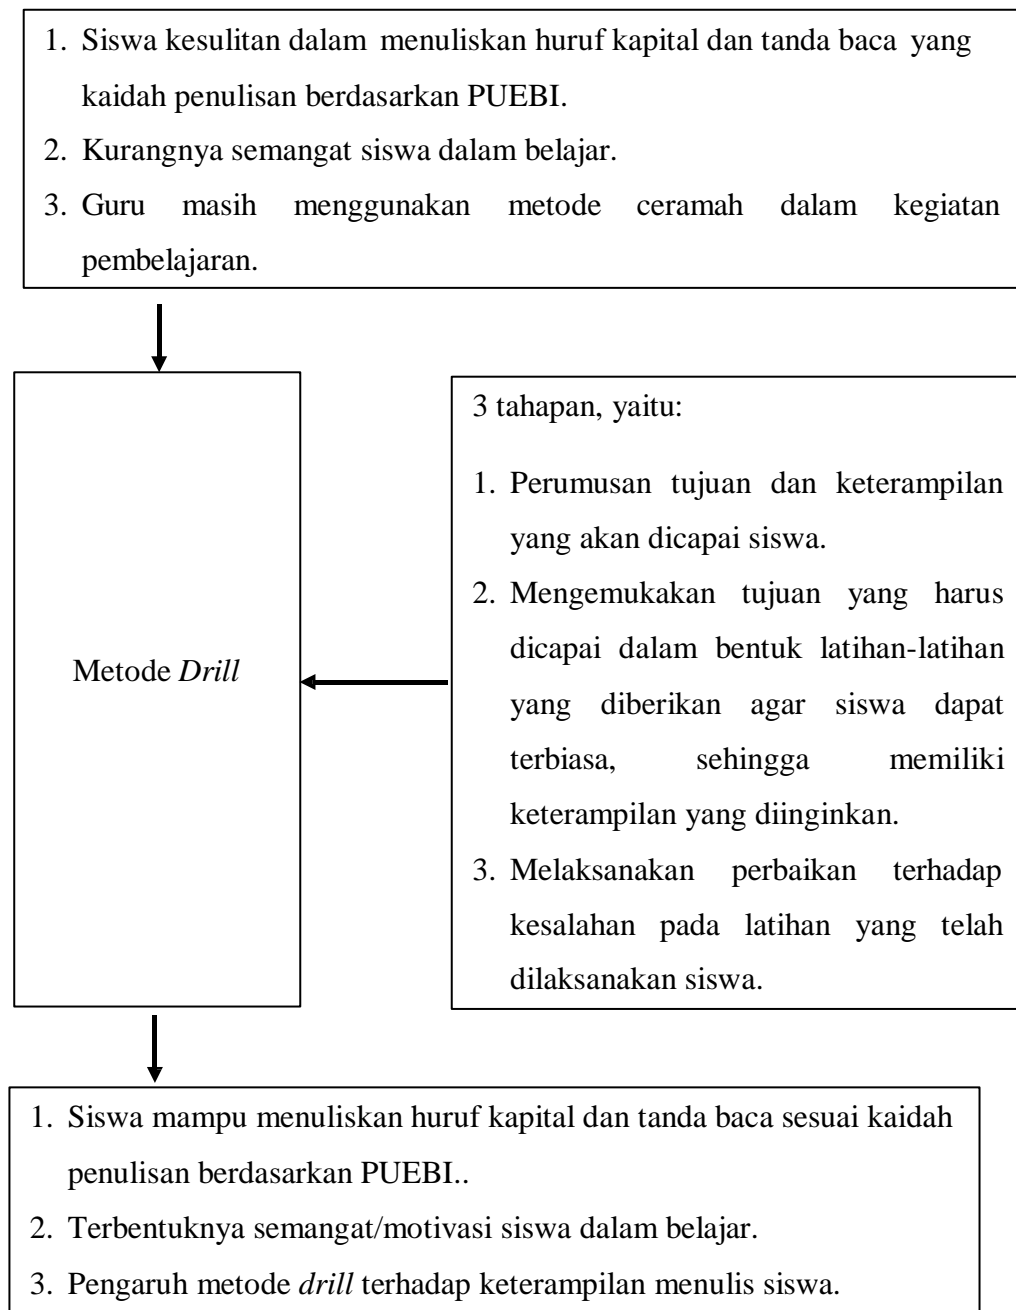 1. Siswa kesulitan dalam menuliskan huruf kapital dan tanda baca yang
kaidah penulisan berdasarkan PUEBI.
2. Kurangnya semangat siswa dalam belajar.
3. Guru masih menggunakan metode ceramah dalam kegiatan
pembelajaran.
Metode Drill
3 tahapan, yaitu:
1. Perumusan tujuan dan keterampilan
yang akan dicapai siswa.
2. Mengemukakan tujuan yang harus
dicapai dalam bentuk latihan-latihan
yang diberikan agar siswa dapat
terbiasa, sehingga memiliki
keterampilan yang diinginkan.
3. Melaksanakan perbaikan terhadap
kesalahan pada latihan yang telah
dilaksanakan siswa.
1. Siswa mampu menuliskan huruf kapital dan tanda baca sesuai kaidah
penulisan berdasarkan PUEBI..
2. Terbentuknya semangat/motivasi siswa dalam belajar.
3. Pengaruh metode drill terhadap keterampilan menulis siswa.